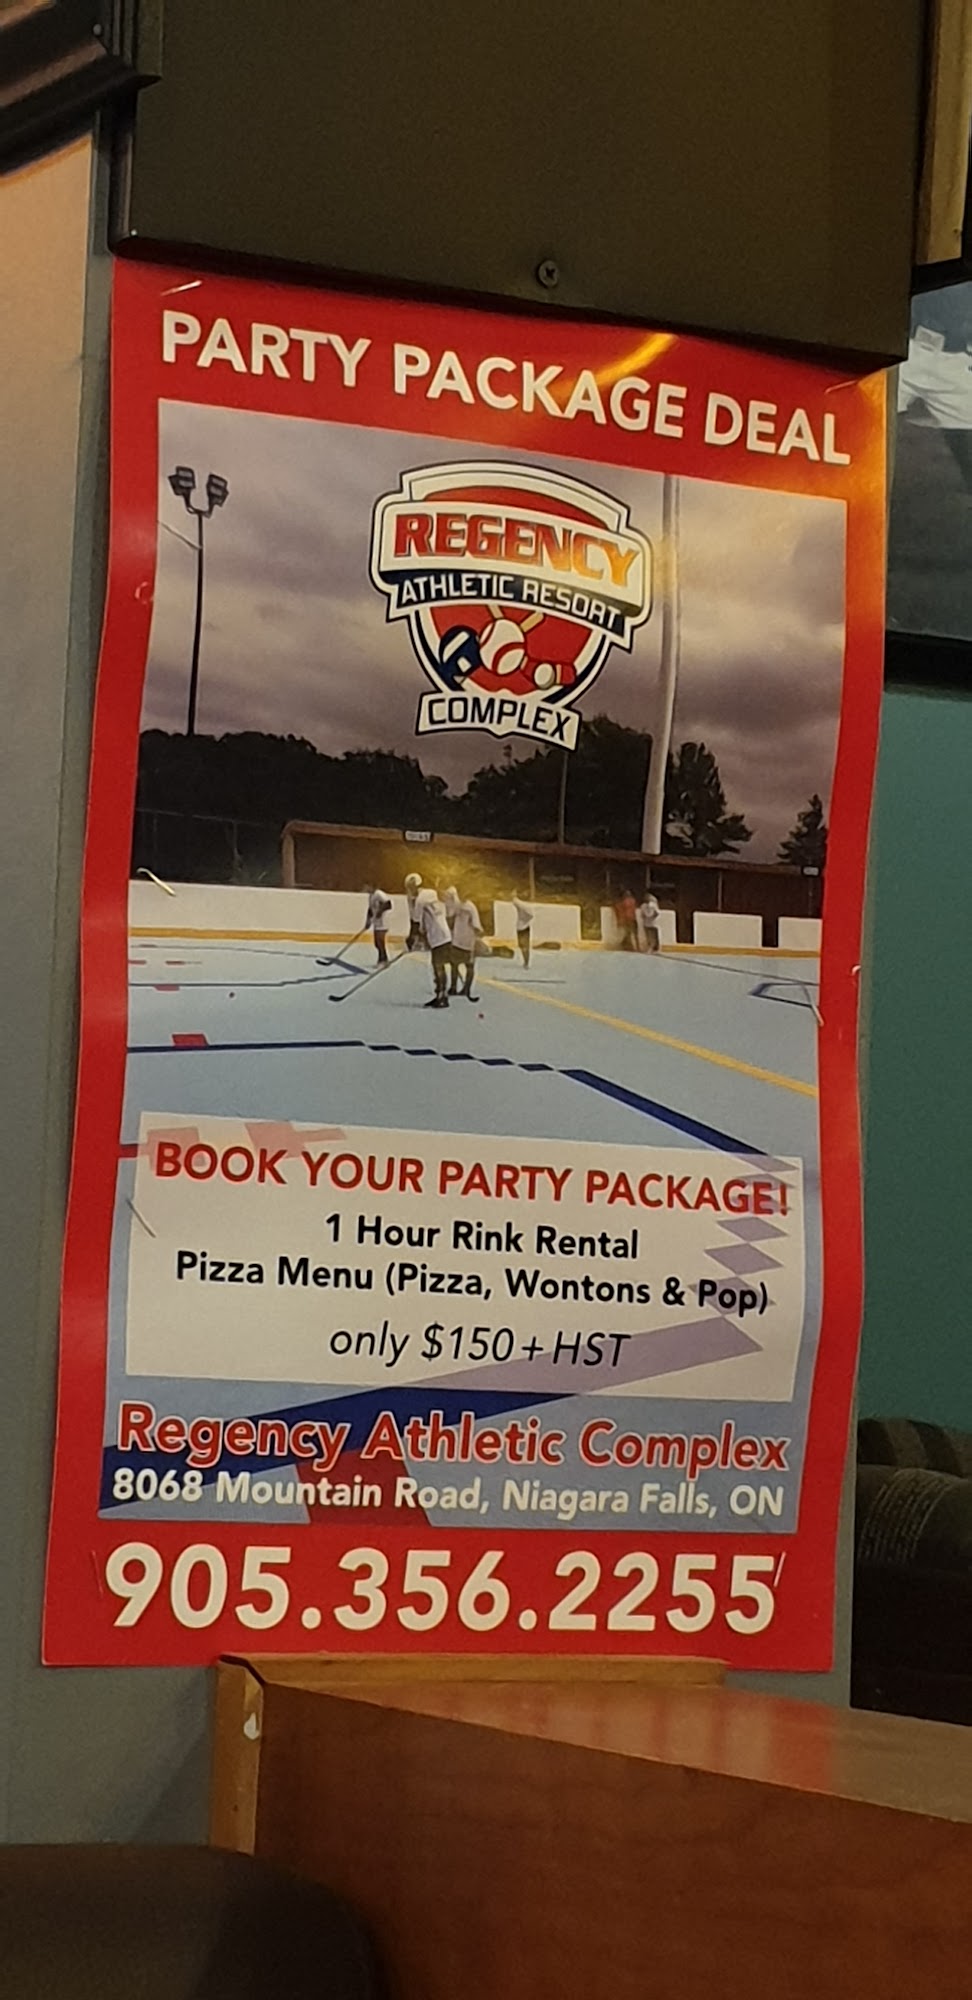 PARTY PACKAGE DEAL
REGENCY
ATHLETIC RESORT
COMPLEX
BOOK YOUR PARTY PACKAGE!
1 Hour Rink Rental
Pizza Menu (Pizza, Wontons & Pop)
only $150+HST
Regency Athletic Complex
8068 Mountain Road, Niagara Falls, ON
905.356.2255